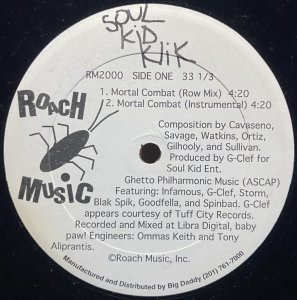 SOUL
KID
KliK
RM2000 SIDE ONE 33 1/3
1. Mortal Combat (Row Mix) 4:20
2. Mortal Combat (Instrumental) 4:20
ROACH
MUSIC
Composition by Cavaseno,
Savage, Watkins, Ortiz,
Gilhooly, and Sullivan.
Produced by G-Clef for
Soul Kid Ent.
Ghetto Philharmonic Music (ASCAP)
Featuring: Infamous, G-Clef, Storm,
Blak Spik, Goodfella, and Spinbad. G-Clef
appears courtesy of Tuff City Records.
Recorded and Mixed at Libra Digital, baby
paw! Engineers: Ommas Keith and Tony
Aliprantis.
©Roach Music, Inc.
Manufactured and Distributed by Big Daddy (201) 761-7000